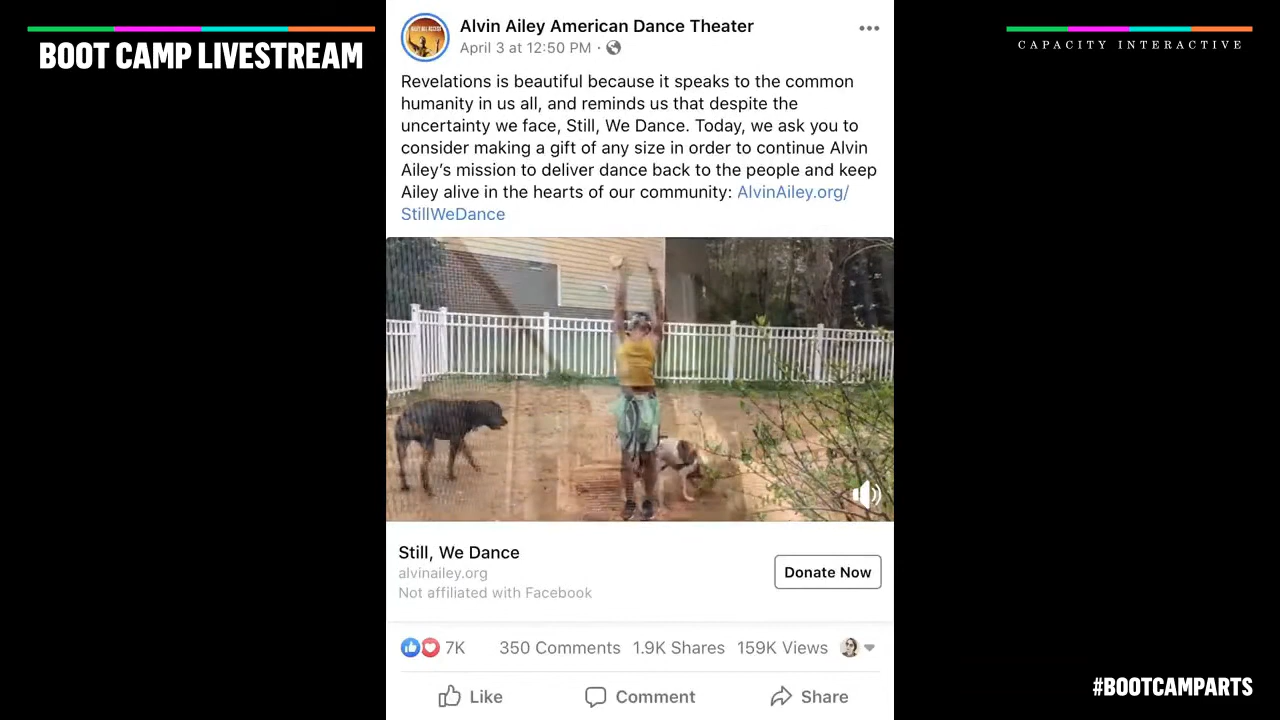 BOOT CAMP LIVESTREAM
CAPACITY INTERACTIVE
Alvin Ailey American Dance Theater
April 3 at 12:50 PM ·
Revelations is beautiful because it speaks to the common
humanity in us all, and reminds us that despite the
uncertainty we face, Still, We Dance. Today, we ask you to
consider making a gift of any size in order to continue Alvin
Ailey’s mission to deliver dance back to the people and keep
Ailey alive in the hearts of our community: AlvinAiley.org/
StillWeDance
Still, We Dance
alvinailey.org
Not affiliated with Facebook
Donate Now
7K 350 Comments 1.9K Shares 159K Views
Like Comment Share
#BOOTCAMPARTS